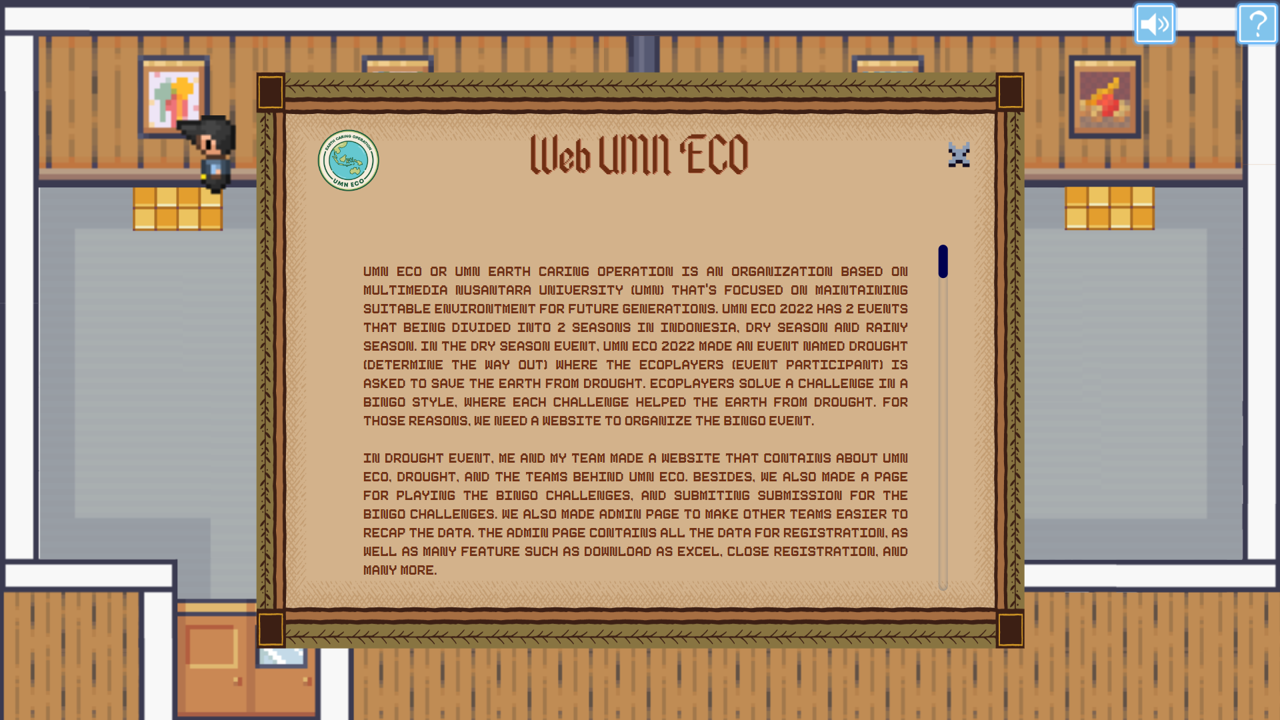 Web UMN ECO
EARTH CARING OPERATION
UMN ECO
?
UMN ECO OR UMN EARTH CARING OPERATION IS AN ORGANIZATION BASED ON
MULTIMEDIA NUSANTARA UNIVERSITY (UMN) THAT'S FOCUSED ON MAINTAINING
SUITABLE ENVIRONTMENT FOR FUTURE GENERATIONS. UMN ECO 2022 HAS 2 EVENTS
THAT BEING DIVIDED INTO 2 SEASONS IN INDONESIA, DRY SEASON AND RAINY
SEASON. IN THE DRY SEASON EVENT, UMN ECO 2022 MADE AN EVENT NAMED DROUGHT
(DETERMINE THE WAY OUT) WHERE THE ECOPLAYERS (EVENT PARTICIPANT) IS
ASKED TO SAVE THE EARTH FROM DROUGHT. ECOPLAYERS SOLVE A CHALLENGE IN A
BINGO STYLE, WHERE EACH CHALLENGE HELPED THE EARTH FROM DROUGHT. FOR
THOSE REASONS, WE NEED A WEBSITE TO ORGANIZE THE BINGO EVENT.
IN DROUGHT EVENT, ME AND MY TEAM MADE A WEBSITE THAT CONTAINS ABOUT UMN
ECO, DROUGHT, AND THE TEAMS BEHIND UMN ECO. BESIDES, WE ALSO MADE A PAGE
FOR PLAYING THE BINGO CHALLENGES, AND SUBMITING SUBMISSION FOR THE
BINGO CHALLENGES. WE ALSO MADE ADMIN PAGE TO MAKE OTHER TEAMS EASIER TO
RECAP THE DATA. THE ADMIN PAGE CONTAINS ALL THE DATA FOR REGISTRATION, AS
WELL AS MANY FEATURE SUCH AS DOWNLOAD AS EXCEL, CLOSE REGISTRATION, AND
MANY MORE.